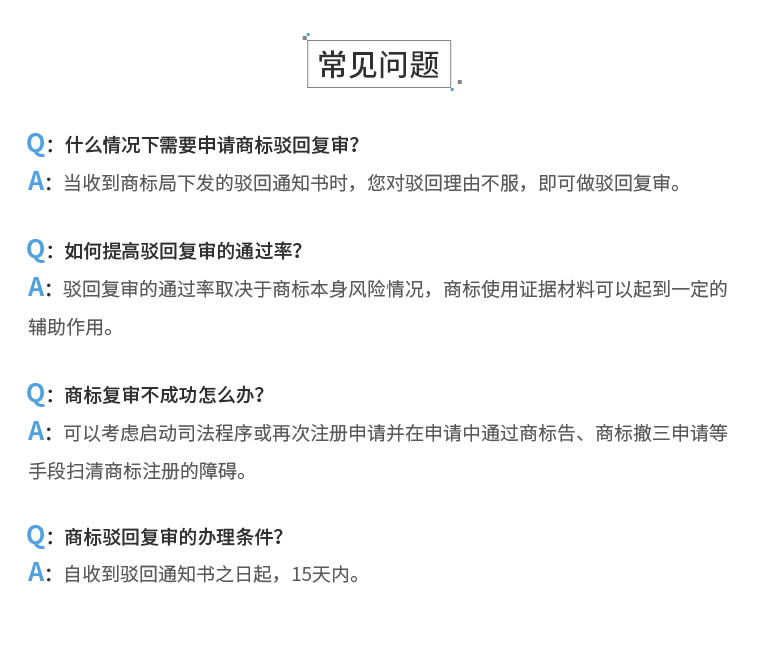 常见问题
Q：什么情况下需要申请商标驳回复审？
A：当收到商标局下发的驳回通知书时，您对驳回理由不服，即可做驳回复审。
Q：如何提高驳回复审的通过率？
A：驳回复审的通过率取决于商标本身风险情况，商标使用证据材料可以起到一定的
辅助作用。
Q：商标复审不成功怎么办？
A：可以考虑启动司法程序或再次注册申请并在申请中通过商标告、商标撤三申请等
手段扫清商标注册的障碍。
Q：商标驳回复审的办理条件？
A：自收到驳回通知书之日起，15天内。